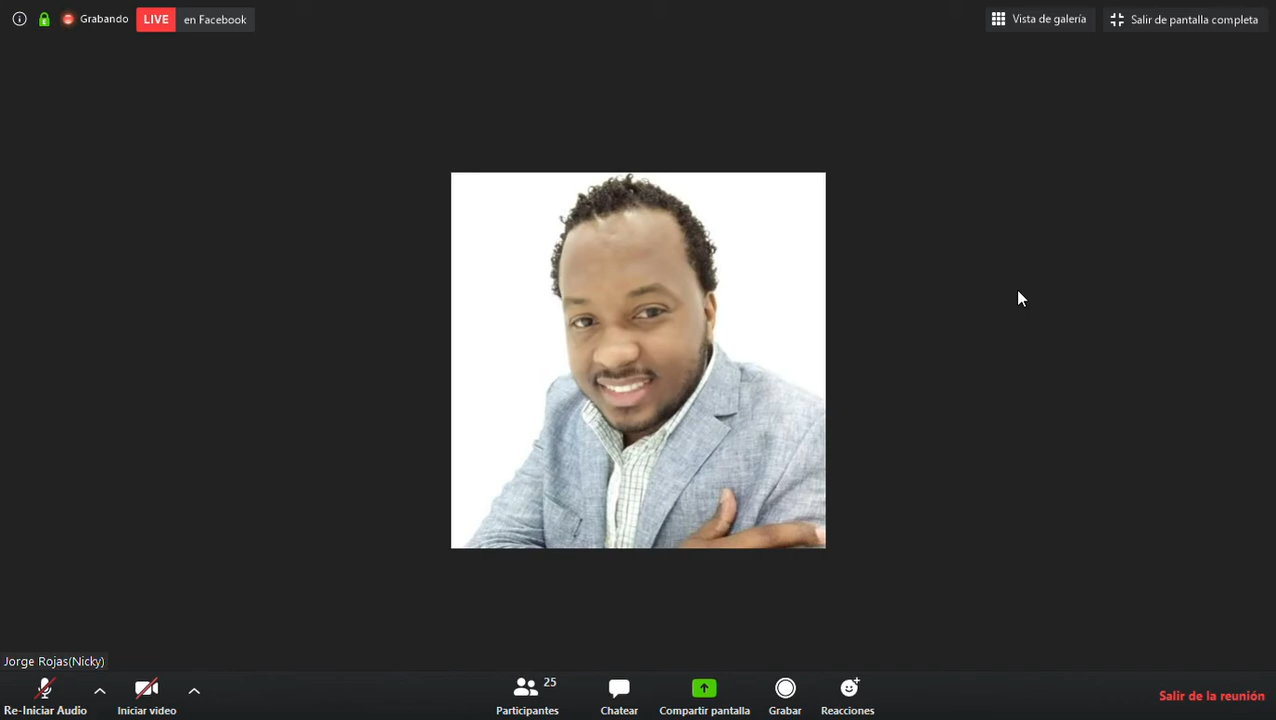 Grabando LIVE en Facebook Vista de galería Salir de pantalla completa
Jorge Rojas(Nicky)
25
Re-Iniciar Audio Iniciar video Participantes Chatear Compartir pantalla Grabar Reacciones Salir de la reunión